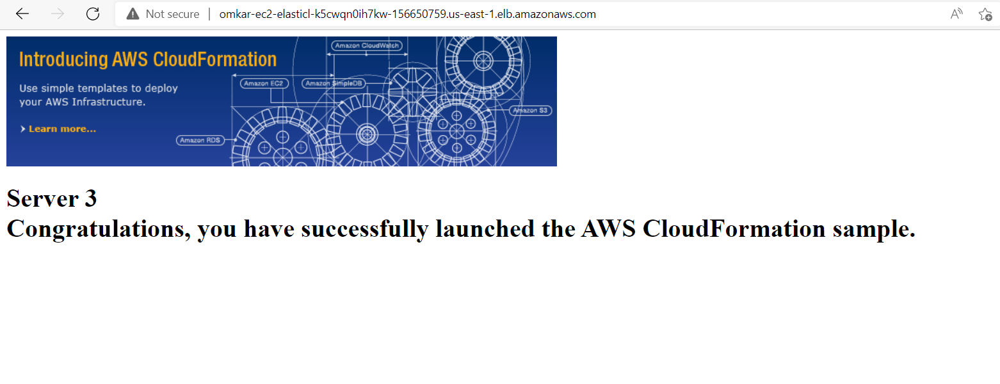 Not secure | omkar-ec2-elasticl-k5cwqn0ih7kw-156650759.us-east-1.elb.amazonaws.com
Introducing AWS CloudFormation
Use simple templates to deploy
your AWS Infrastructure.
Learn more...
Amazon CloudWatch
Amazon EC2
Amazon SimpleDB
Amazon S3
Amazon RDS
Server 3
Congratulations, you have successfully launched the AWS CloudFormation sample.